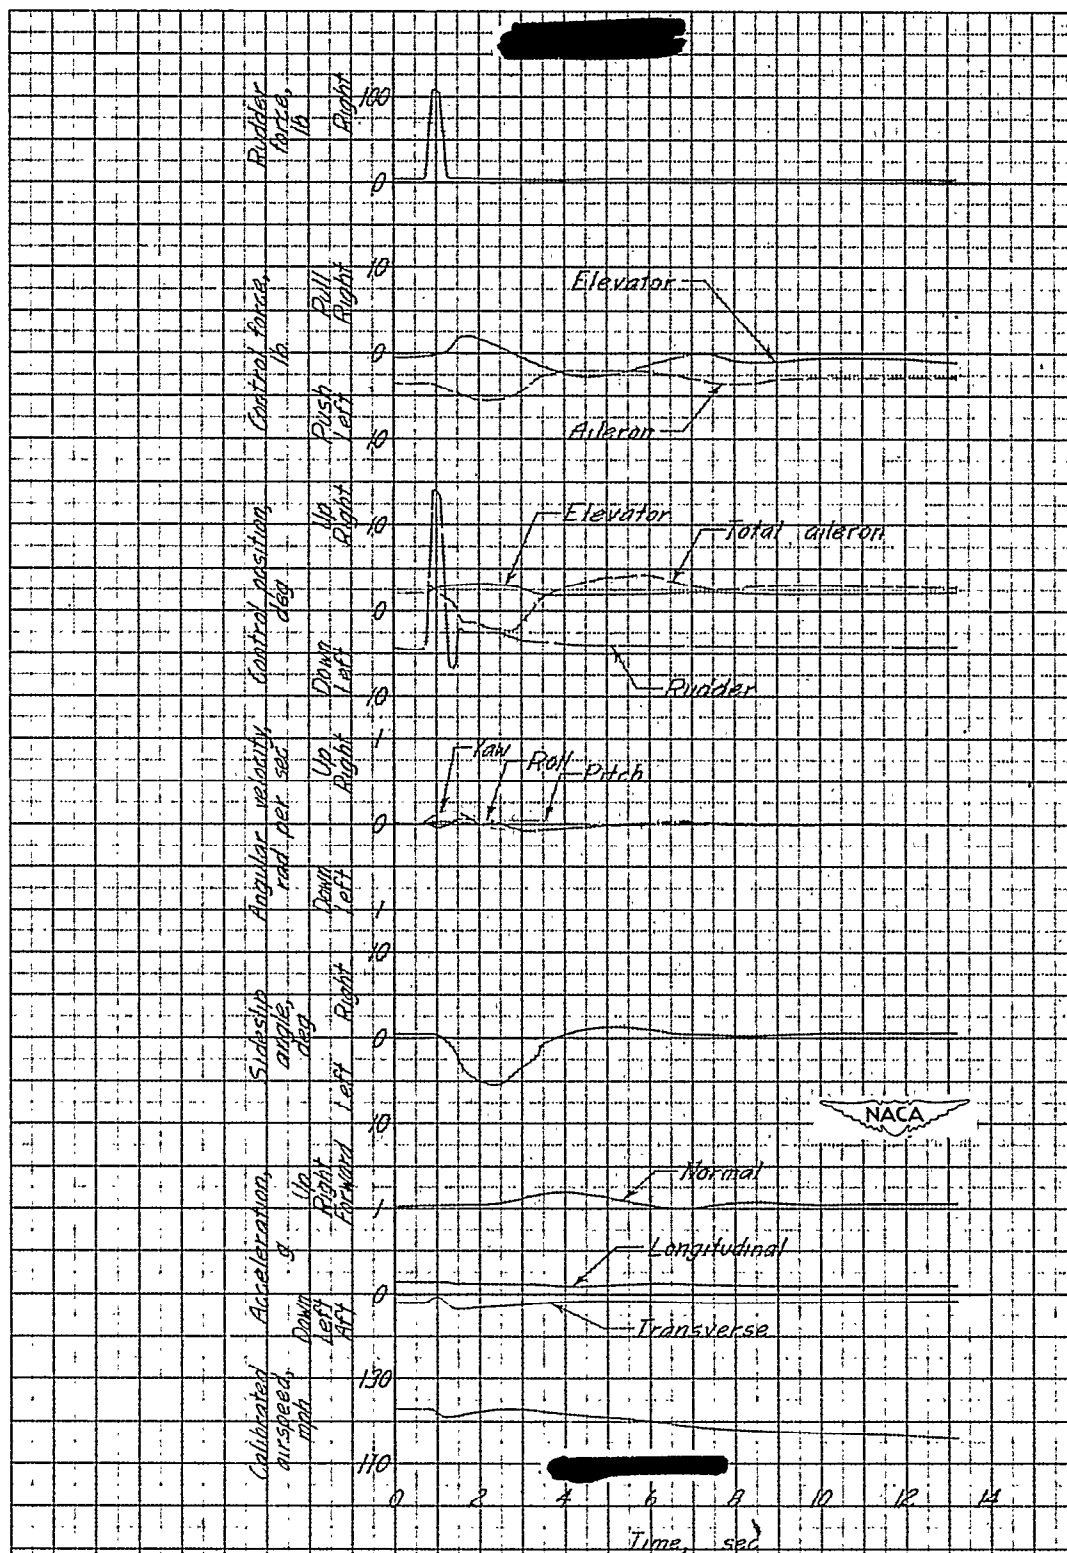 Rudder
force,
lb
Right
100
0
Control force,
lb
Pull
Right
Push
Left
10
0
10
Elevator
Aileron
Control position,
deg
Up
Right
Down
Left
10
0
10
Elevator
Total aileron
Rudder
Angular velocity,
rad per sec
Up
Right
Down
Left
1
0
1
Yaw
Roll
Pitch
Sideslip
angle,
deg
Right
Left
10
0
10
NACA
Acceleration,
g
Up
Right
Forward
Down
Left
Aft
1
0
Normal
Longitudinal
Transverse
Calibrated
airspeed,
mph
130
110
0 2 4 6 8 10 12 14
Time, sec